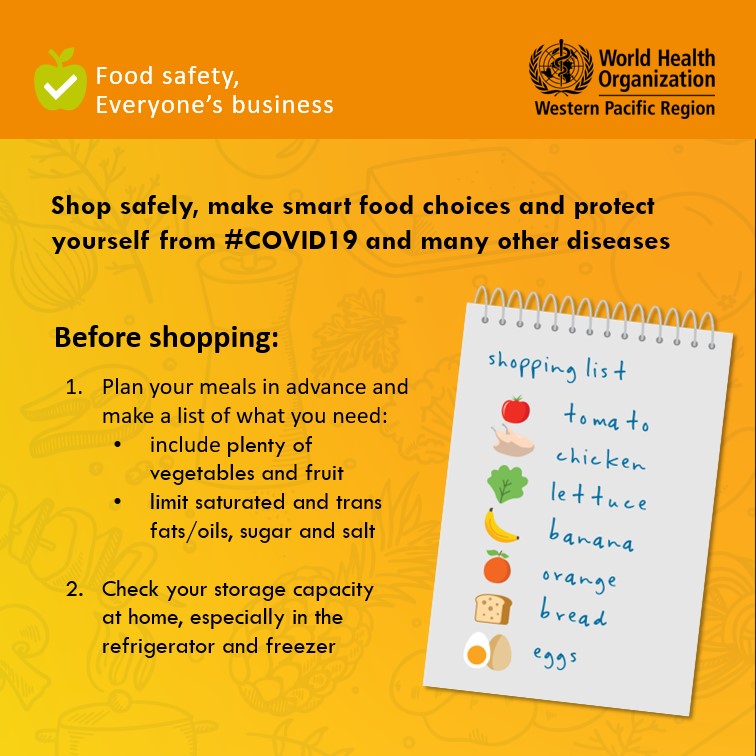 Food safety,
Everyone's business
World Health
Organization
Western Pacific Region
Shop safely, make smart food choices and protect
yourself from #COVID19 and many other diseases
Before shopping:
1. Plan your meals in advance and
make a list of what you need:
• include plenty of
vegetables and fruit
• limit saturated and trans
fats/oils, sugar and salt
2. Check your storage capacity
at home, especially in the
refrigerator and freezer
shopping list
tomato
chicken
lettuce
banana
orange
bread
eggs